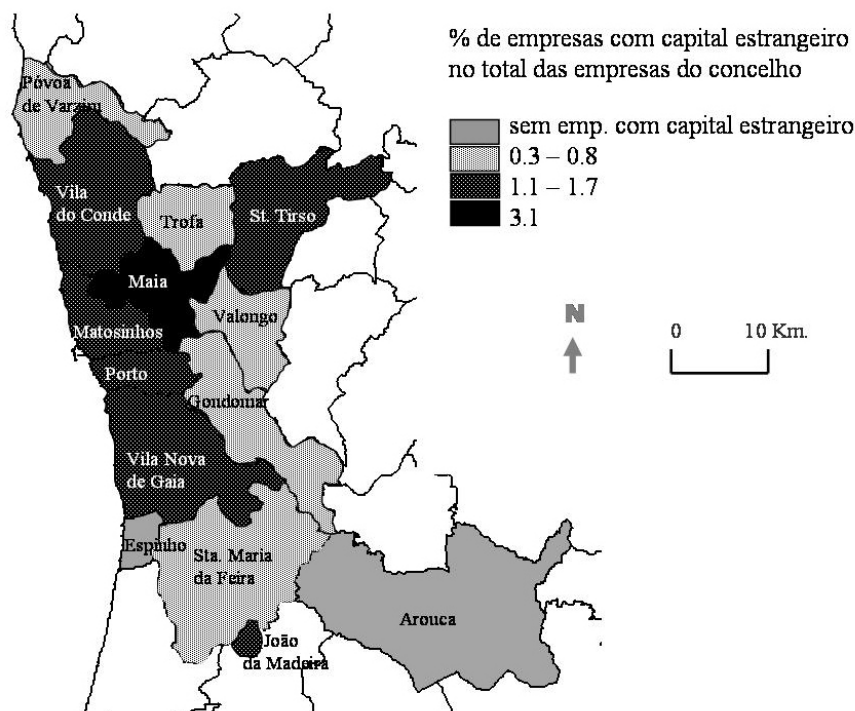 % de empresas com capital estrangeiro
no total das empresas do concelho
sem emp. com capital estrangeiro
0.3 – 0.8
1.1 – 1.7
3.1
Póvoa
de Varzim
Vila
do Conde
Trofa
St. Tirso
Maia
Valongo
Matosinhos
Porto
Gondomar
Vila Nova
de Gaia
Espinho
Sta. Maria
da Feira
Arouca
João
da Madeira
N
0 10 Km.